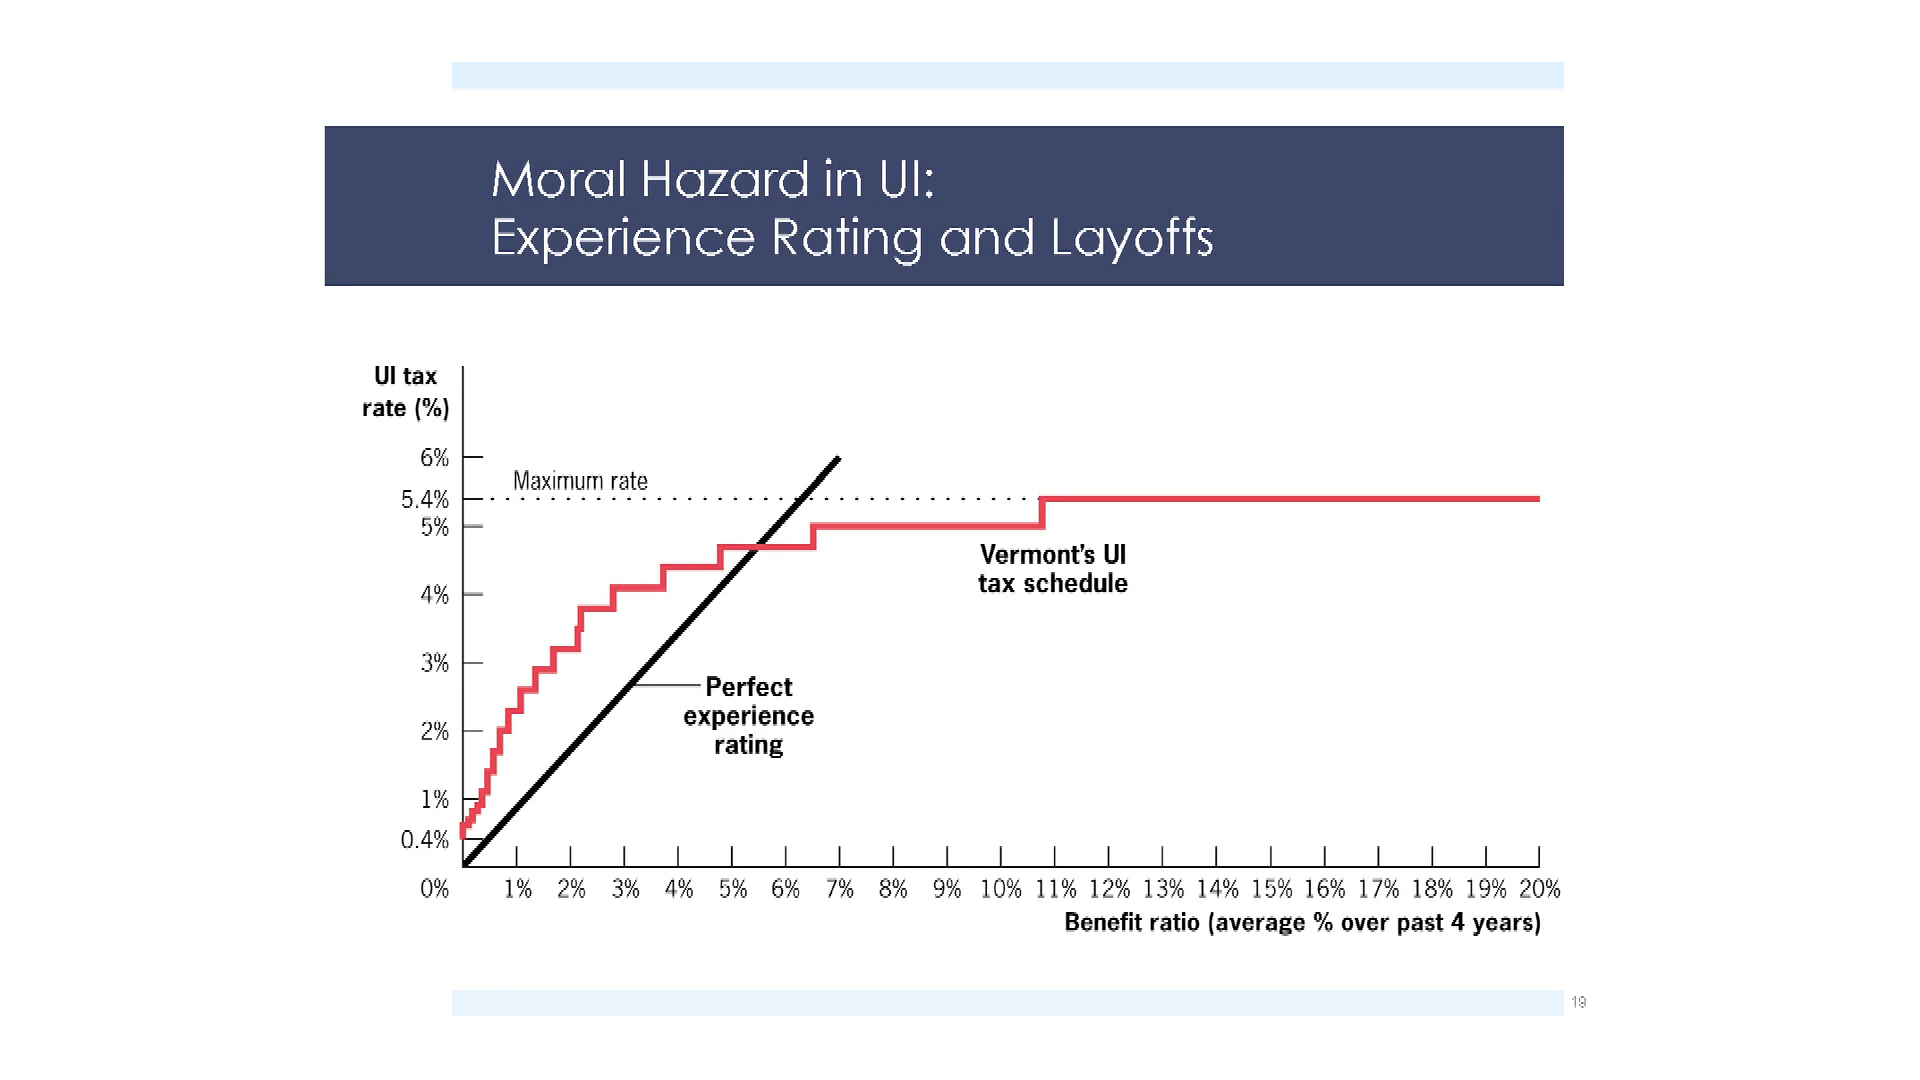 Moral Hazard in UI:
Experience Rating and Layoffs
UI tax
rate (%)
6%
Maximum rate
5.4%
5%
Vermont's UI
tax schedule
4%
3%
Perfect
experience
rating
2%
1%
0.4%
0% 1% 2% 3% 4% 5% 6% 7% 8% 9% 10% 11% 12% 13% 14% 15% 16% 17% 18% 19% 20%
Benefit ratio (average % over past 4 years)
19